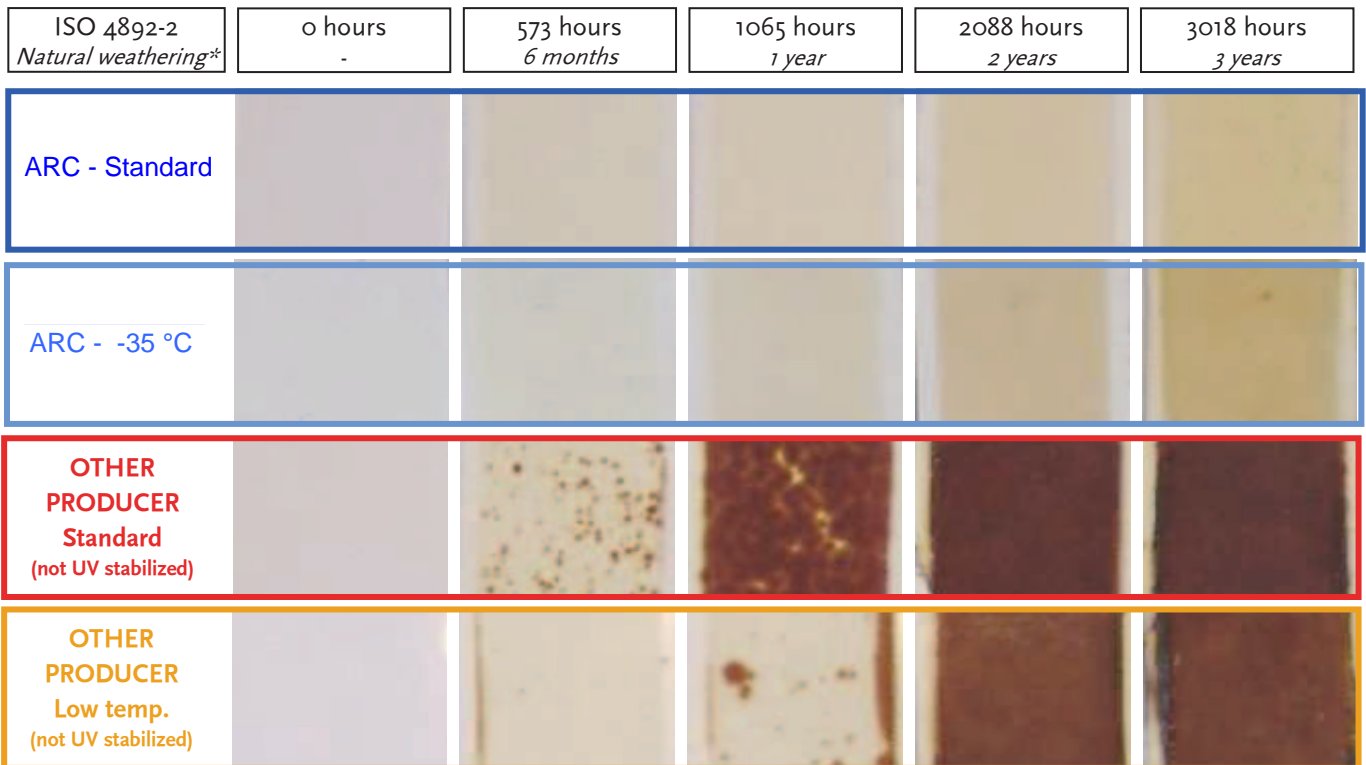 ISO 4892-2
Natural weathering*
0 hours
-
573 hours
6 months
1065 hours
1 year
2088 hours
2 years
3018 hours
3 years
ARC - Standard
ARC -  -35 °C
OTHER
PRODUCER
Standard
(not UV stabilized)
OTHER
PRODUCER
Low temp.
(not UV stabilized)